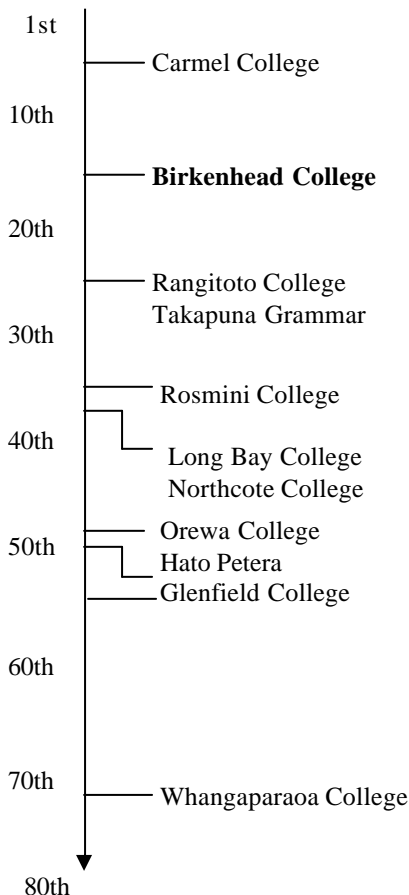 1st
Carmel College
10th
Birkenhead College
20th
Rangitoto College
Takapuna Grammar
30th
Rosmini College
40th
Long Bay College
Northcote College
Orewa College
50th
Hato Petera
Glenfield College
60th
70th
Whangaparaoa College
80th